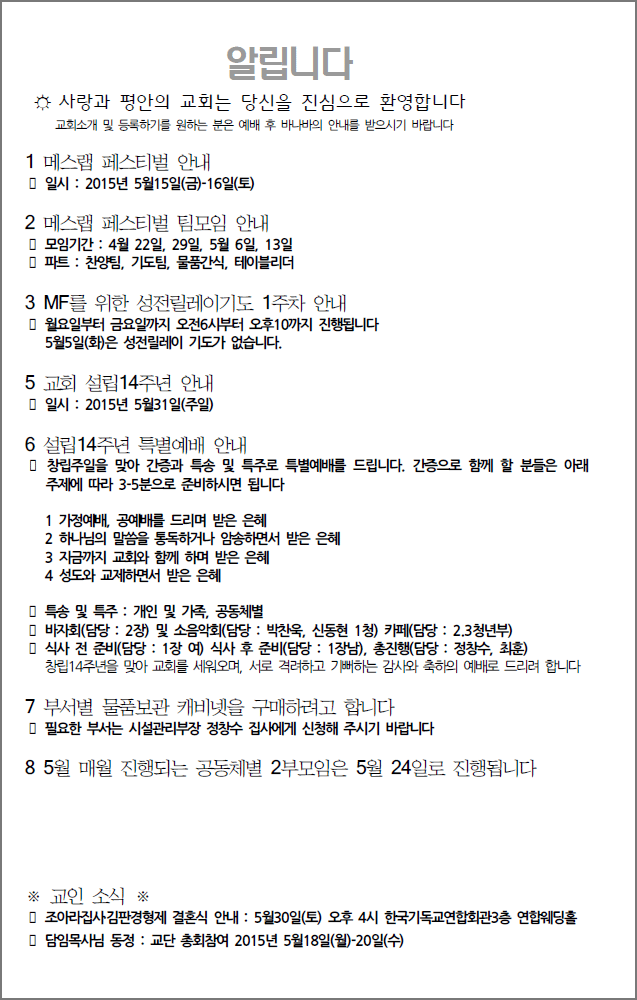 알립니다
☼ 사랑과 평안의 교회는 당신을 진심으로 환영합니다
교회소개 및 등록하기를 원하는 분은 예배 후 바나바의 안내를 받으시기 바랍니다
1 메스랩 페스티벌 안내
▯ 일시 : 2015년 5월15일(금)-16일(토)
2 메스랩 페스티벌 팀모임 안내
▯ 모임기간 : 4월 22일, 29일, 5월 6일, 13일
▯ 파트 : 찬양팀, 기도팀, 물품간식, 테이블리더
3 MF를 위한 성전릴레이기도 1주차 안내
▯ 월요일부터 금요일까지 오전6시부터 오후10까지 진행됩니다
5월5일(화)은 성전릴레이 기도가 없습니다.
5 교회 설립14주년 안내
▯ 일시 : 2015년 5월31일(주일)
6 설립14주년 특별예배 안내
▯ 창립주일을 맞아 간증과 특송 및 특주로 특별예배를 드립니다. 간증으로 함께 할 분들은 아래
주제에 따라 3-5분으로 준비하시면 됩니다
1 가정예배, 공예배를 드리며 받은 은혜
2 하나님의 말씀을 통독하거나 암송하면서 받은 은혜
3 지금까지 교회와 함께 하며 받은 은혜
4 성도와 교제하면서 받은 은혜
▯ 특송 및 특주 : 개인 및 가족, 공동체별
▯ 바자회(담당 : 2장) 및 소음악회(담당 : 박찬욱, 신동현 1청) 카페(담당 : 2.3청년부)
▯ 식사 전 준비(담당 : 1장 여) 식사 후 준비(담당 : 1장남), 총진행(담당 : 정창수, 최훈)
창립14주년을 맞아 교회를 세워오며, 서로 격려하고 기뻐하는 감사와 축하의 예배로 드리려 합니다
7 부서별 물품보관 캐비넷을 구매하려고 합니다
▯ 필요한 부서는 시설관리부장 정창수 집사에게 신청해 주시기 바랍니다
8 5월 매월 진행되는 공동체별 2부모임은 5월 24일로 진행됩니다
※ 교인 소식 ※
▯ 조아라집사김판경형제 결혼식 안내 : 5월30일(토) 오후 4시 한국기독교연합회관3층 연합웨딩홀
▯ 담임목사님 동정 : 교단 총회참여 2015년 5월18일(월)-20일(수)